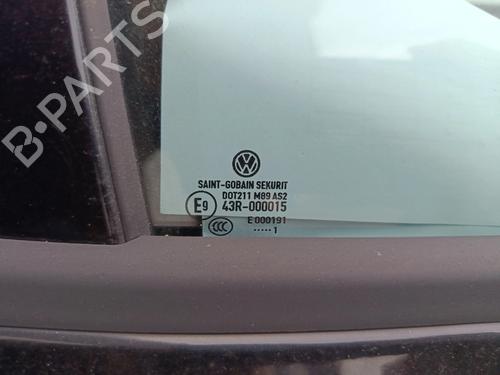 B-PARTS
SAINT-GOBAIN SEKURIT
DOT211 M89 AS2
E9 43R-000015
E 000191
CCC ..... 1